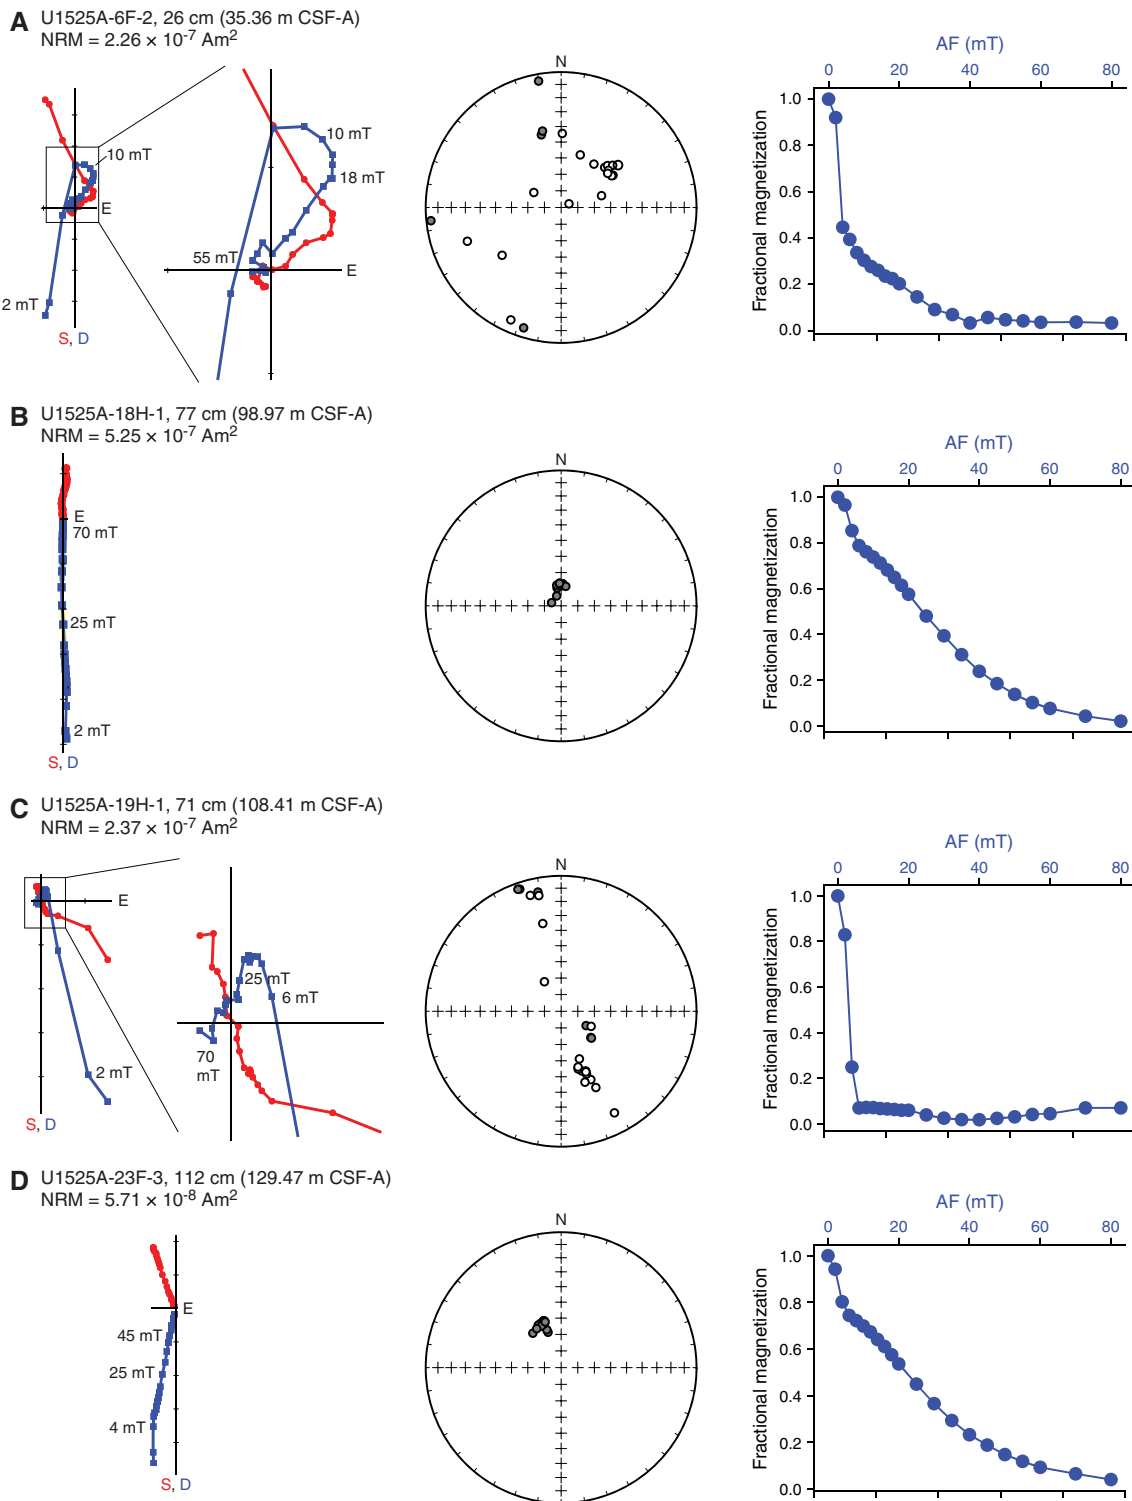 A U1525A-6F-2, 26 cm (35.36 m CSF-A)
NRM = 2.26 × 10-7 Am2
10 mT
E
2 mT
S, D
10 mT
18 mT
55 mT
E
N
AF (mT)
0 20 40 60 80
Fractional magnetization
1.0
0.8
0.6
0.4
0.2
0.0
B U1525A-18H-1, 77 cm (98.97 m CSF-A)
NRM = 5.25 × 10-7 Am2
E
70 mT
25 mT
2 mT
S, D
N
AF (mT)
0 20 40 60 80
Fractional magnetization
1.0
0.8
0.6
0.4
0.2
0.0
C U1525A-19H-1, 71 cm (108.41 m CSF-A)
NRM = 2.37 × 10-7 Am2
E
2 mT
S, D
25 mT
6 mT
70
mT
N
AF (mT)
0 20 40 60 80
Fractional magnetization
1.0
0.8
0.6
0.4
0.2
0.0
D U1525A-23F-3, 112 cm (129.47 m CSF-A)
NRM = 5.71 × 10-8 Am2
E
45 mT
25 mT
4 mT
S, D
N
AF (mT)
0 20 40 60 80
Fractional magnetization
1.0
0.8
0.6
0.4
0.2
0.0